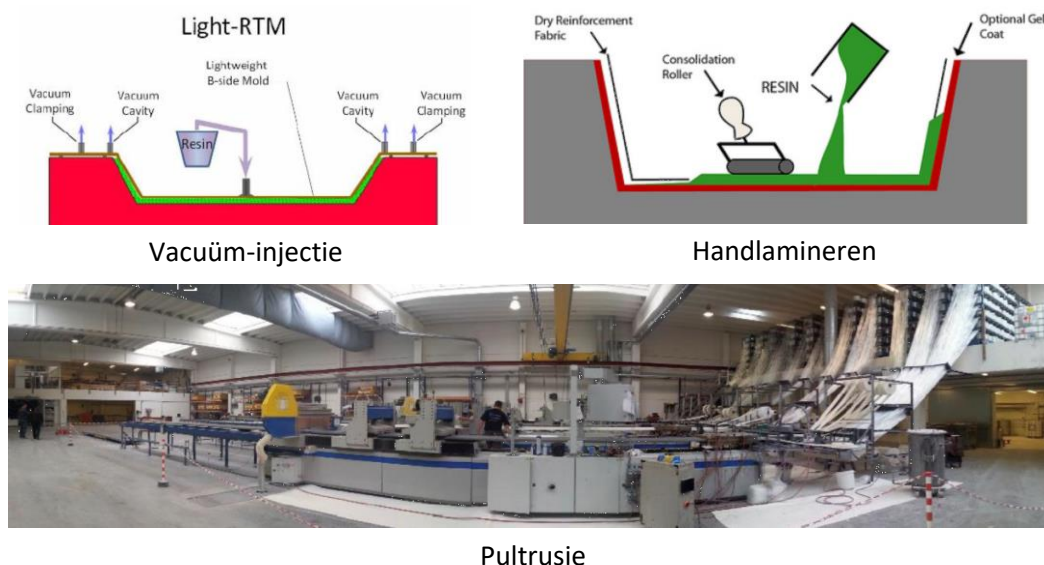 Light-RTM
Lightweight
B-side Mold
Vacuum
Clamping
Vacuum
Cavity
Resin
Vacuum
Cavity
Vacuum
Clamping
Vacuüm-injectie
Dry Reinforcement
Fabric
Consolidation
Roller
RESIN
Optional Gel
Coat
Handlamineren
Pultrusie